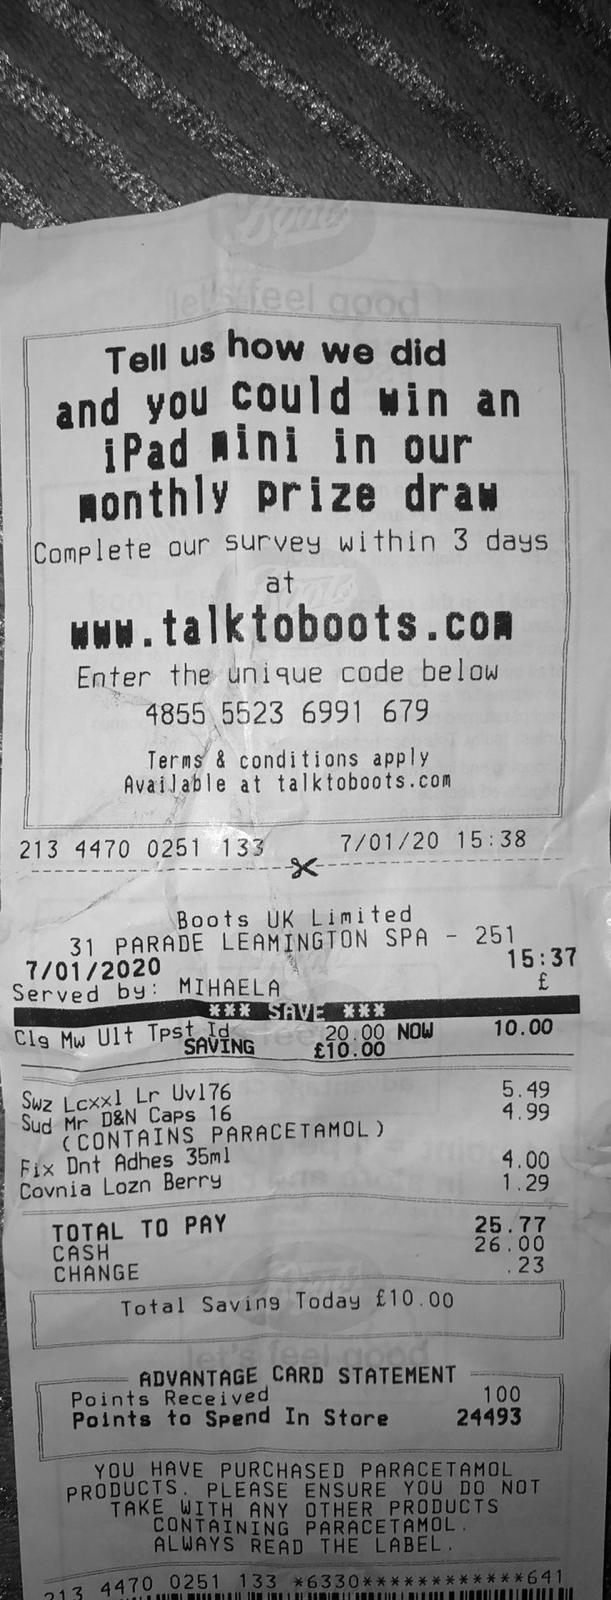 Boots
let's feel good
Tell us how we did
and you could win an
iPad mini in our
monthly prize draw
Complete our survey within 3 days
at
www.talktoboots.com
Enter the unique code below
4855 5523 6991 679
Terms & conditions apply
Available at talktoboots.com
213 4470 0251 133 7/01/20 15:38
Boots UK Limited
31 PARADE LEAMINGTON SPA - 251
7/01/2020 15:37
Served by: MIHAELA £
*** SAVE ***
Clg Mw Ult Tpst Id 20.00 NOW 10.00
SAVING £10.00
Swz Lcxxl Lr Uvl76 5.49
Sud Mr D&N Caps 16 4.99
(CONTAINS PARACETAMOL)
Fix Dnt Adhes 35ml 4.00
Covnia Lozn Berry 1.29
TOTAL TO PAY 25.77
CASH 26.00
CHANGE .23
Total Saving Today £10.00
ADVANTAGE CARD STATEMENT
Points Received 100
Points to Spend In Store 24493
YOU HAVE PURCHASED PARACETAMOL
PRODUCTS. PLEASE ENSURE YOU DO NOT
TAKE WITH ANY OTHER PRODUCTS
CONTAINING PARACETAMOL.
ALWAYS READ THE LABEL.
213 4470 0251 133 *6330************641